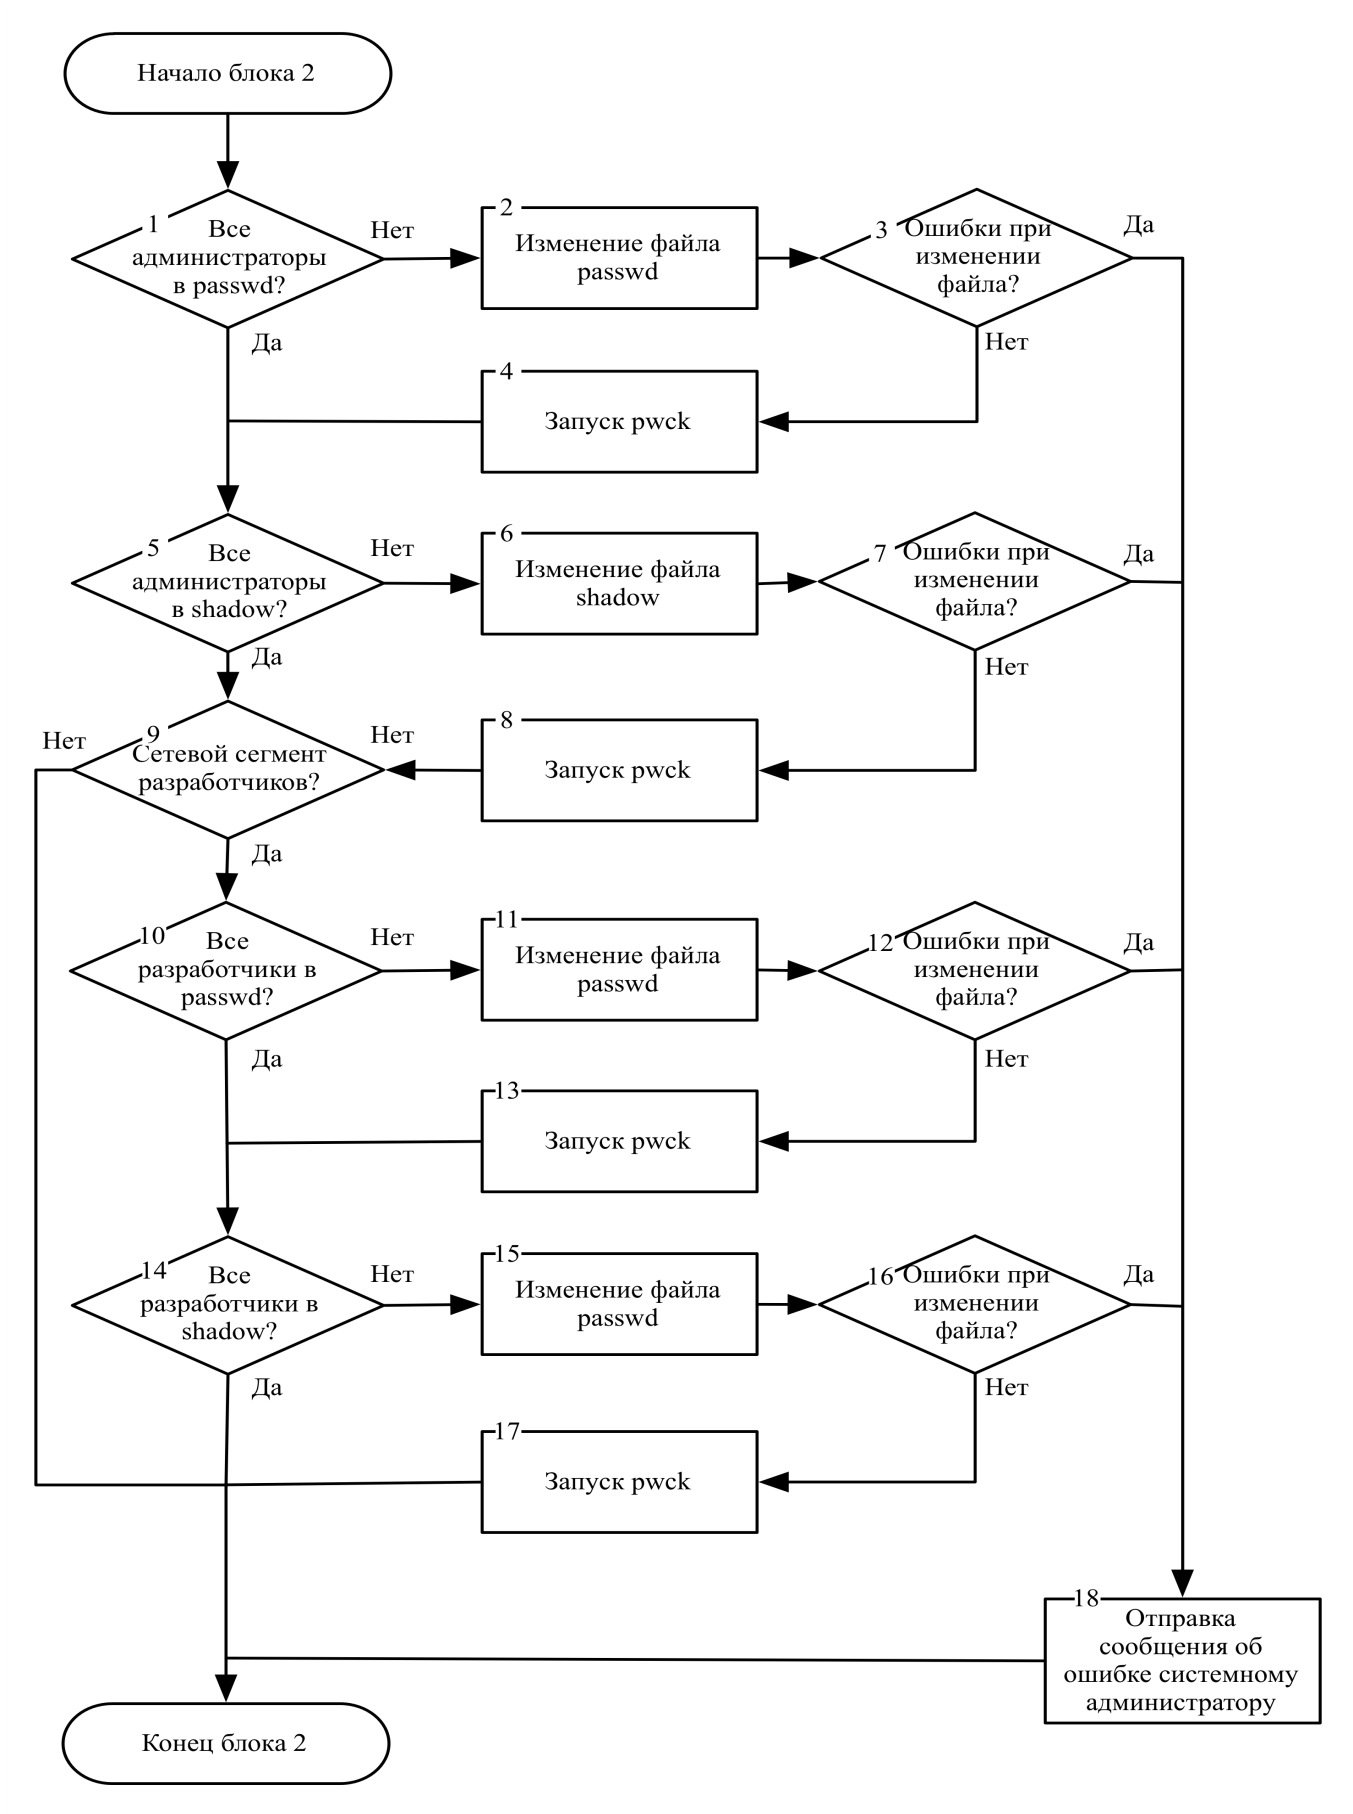 Начало блока 2
1
Все
администраторы
в passwd?
Нет
2
Изменение файла
passwd
3
Ошибки при
изменении
файла?
Да
Да
Нет
4
Запуск pwck
5
Все
администраторы
в shadow?
Нет
6
Изменение файла
shadow
7
Ошибки при
изменении
файла?
Да
Да
Нет
Нет
9
Сетевой сегмент
разработчиков?
Нет
8
Запуск pwck
Да
10
Все
разработчики в
passwd?
Нет
11
Изменение файла
passwd
12
Ошибки при
изменении
файла?
Да
Да
Нет
13
Запуск pwck
14
Все
разработчики в
shadow?
Нет
15
Изменение файла
passwd
16
Ошибки при
изменении
файла?
Да
Да
Нет
17
Запуск pwck
18
Отправка
сообщения об
ошибке системному
администратору
Конец блока 2